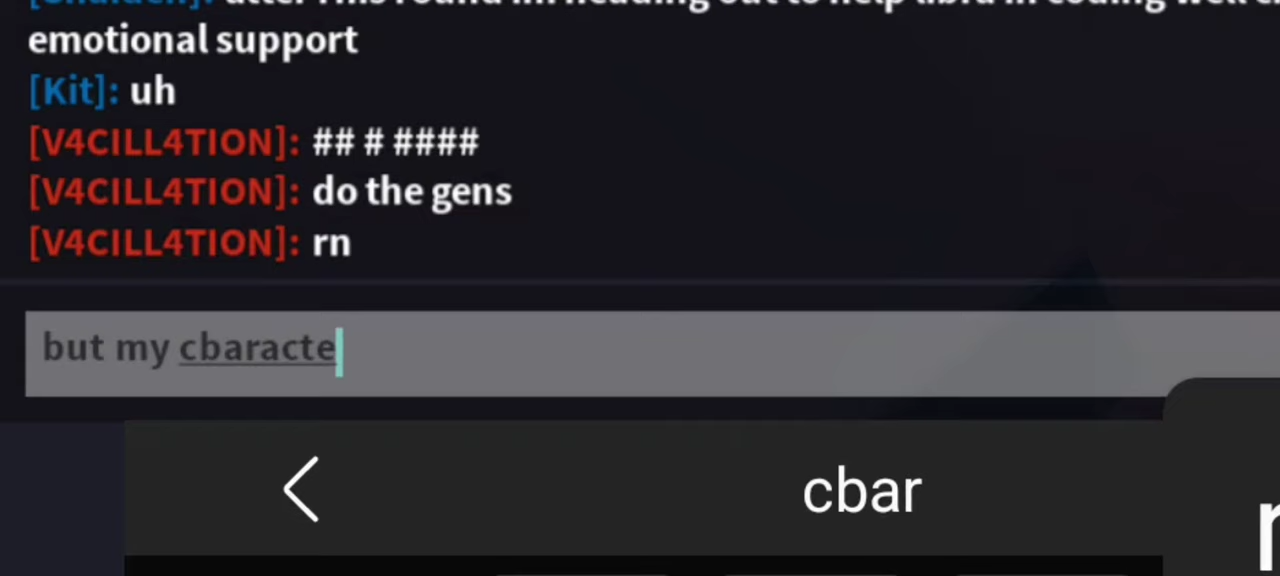 emotional support
[Kit]: uh
[V4CILL4TION]: ## # ####
[V4CILL4TION]: do the gens
[V4CILL4TION]: rn
but my cbaracte
cbar